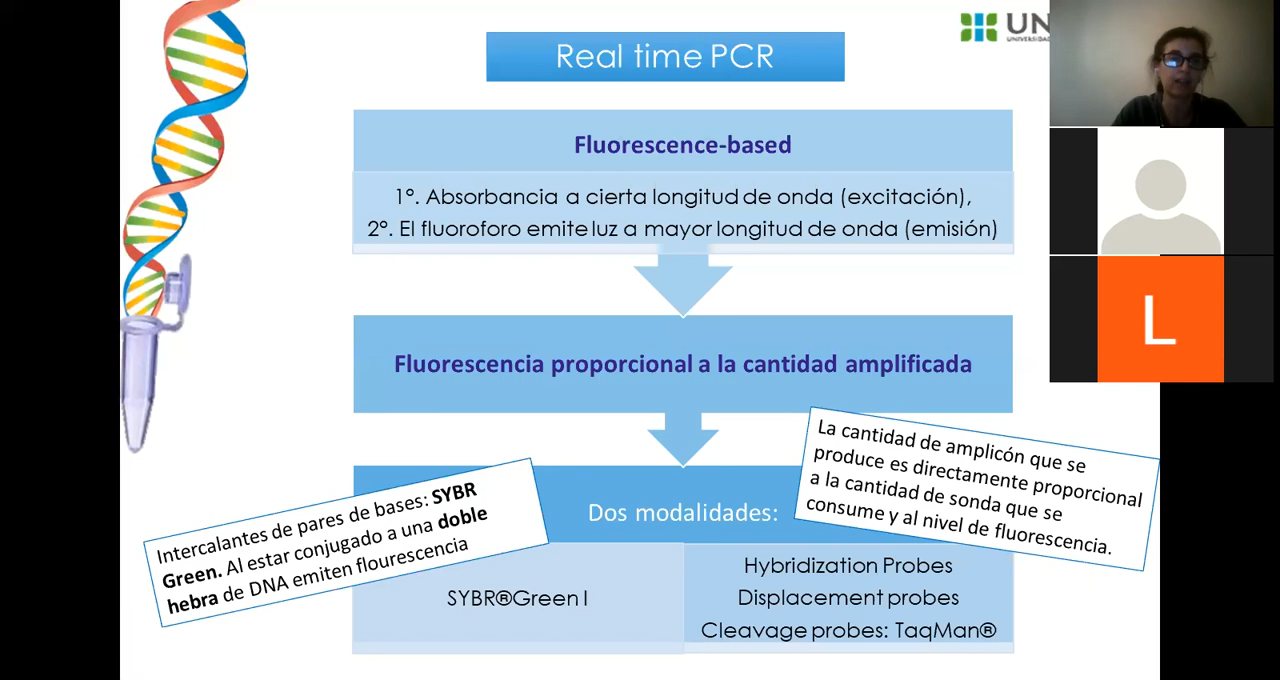 Real time PCR
UN
UNIVERSIDAD
Fluorescence-based
1º. Absorbancia a cierta longitud de onda (excitación),
2º. El fluoroforo emite luz a mayor longitud de onda (emisión)
Fluorescencia proporcional a la cantidad amplificada
L
Dos modalidades:
La cantidad de amplicón que se
produce es directamente proporcional
a la cantidad de sonda que se
consume y al nivel de fluorescencia.
Intercalantes de pares de bases: SYBR
Green. Al estar conjugado a una doble
hebra de DNA emiten flourescencia
SYBR®Green I
Hybridization Probes
Displacement probes
Cleavage probes: TaqMan®